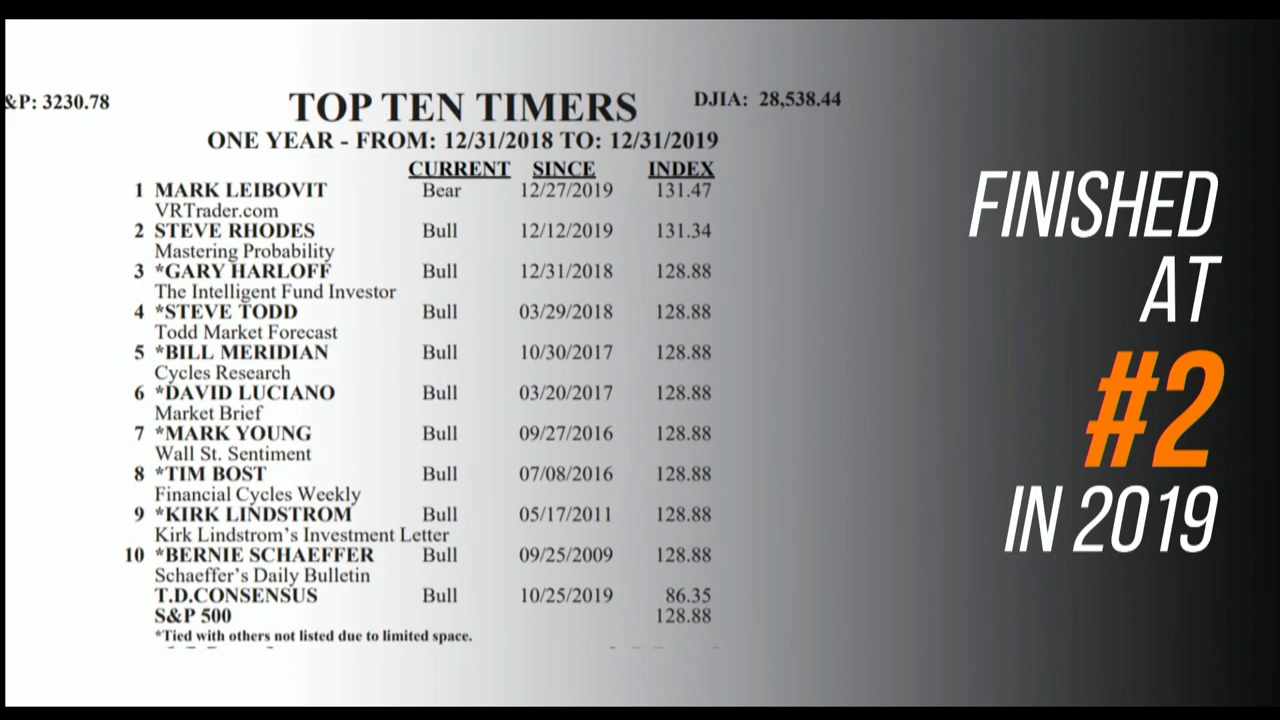 &P: 3230.78
TOP TEN TIMERS
DJIA: 28,538.44
ONE YEAR - FROM: 12/31/2018 TO: 12/31/2019
CURRENT SINCE INDEX
1 MARK LEIBOVIT Bear 12/27/2019 131.47
VRTrader.com
2 STEVE RHODES Bull 12/12/2019 131.34
Mastering Probability
3 *GARY HARLOFF Bull 12/31/2018 128.88
The Intelligent Fund Investor
4 *STEVE TODD Bull 03/29/2018 128.88
Todd Market Forecast
5 *BILL MERIDIAN Bull 10/30/2017 128.88
Cycles Research
6 *DAVID LUCIANO Bull 03/20/2017 128.88
Market Brief
7 *MARK YOUNG Bull 09/27/2016 128.88
Wall St. Sentiment
8 *TIM BOST Bull 07/08/2016 128.88
Financial Cycles Weekly
9 *KIRK LINDSTROM Bull 05/17/2011 128.88
Kirk Lindstrom's Investment Letter
10 *BERNIE SCHAEFFER Bull 09/25/2009 128.88
Schaeffer's Daily Bulletin
T.D.CONSENSUS Bull 10/25/2019 86.35
S&P 500 128.88
*Tied with others not listed due to limited space.
FINISHED
AT
#2
IN 2019